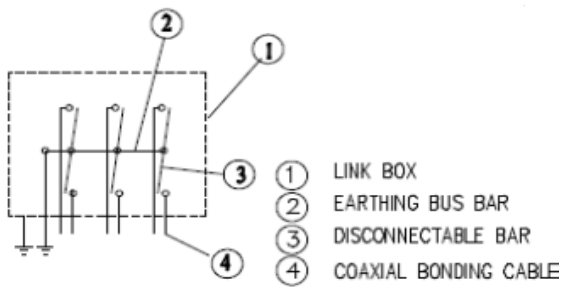 2
1
3
4
1 LINK BOX
2 EARTHING BUS BAR
3 DISCONNECTABLE BAR
4 COAXIAL BONDING CABLE